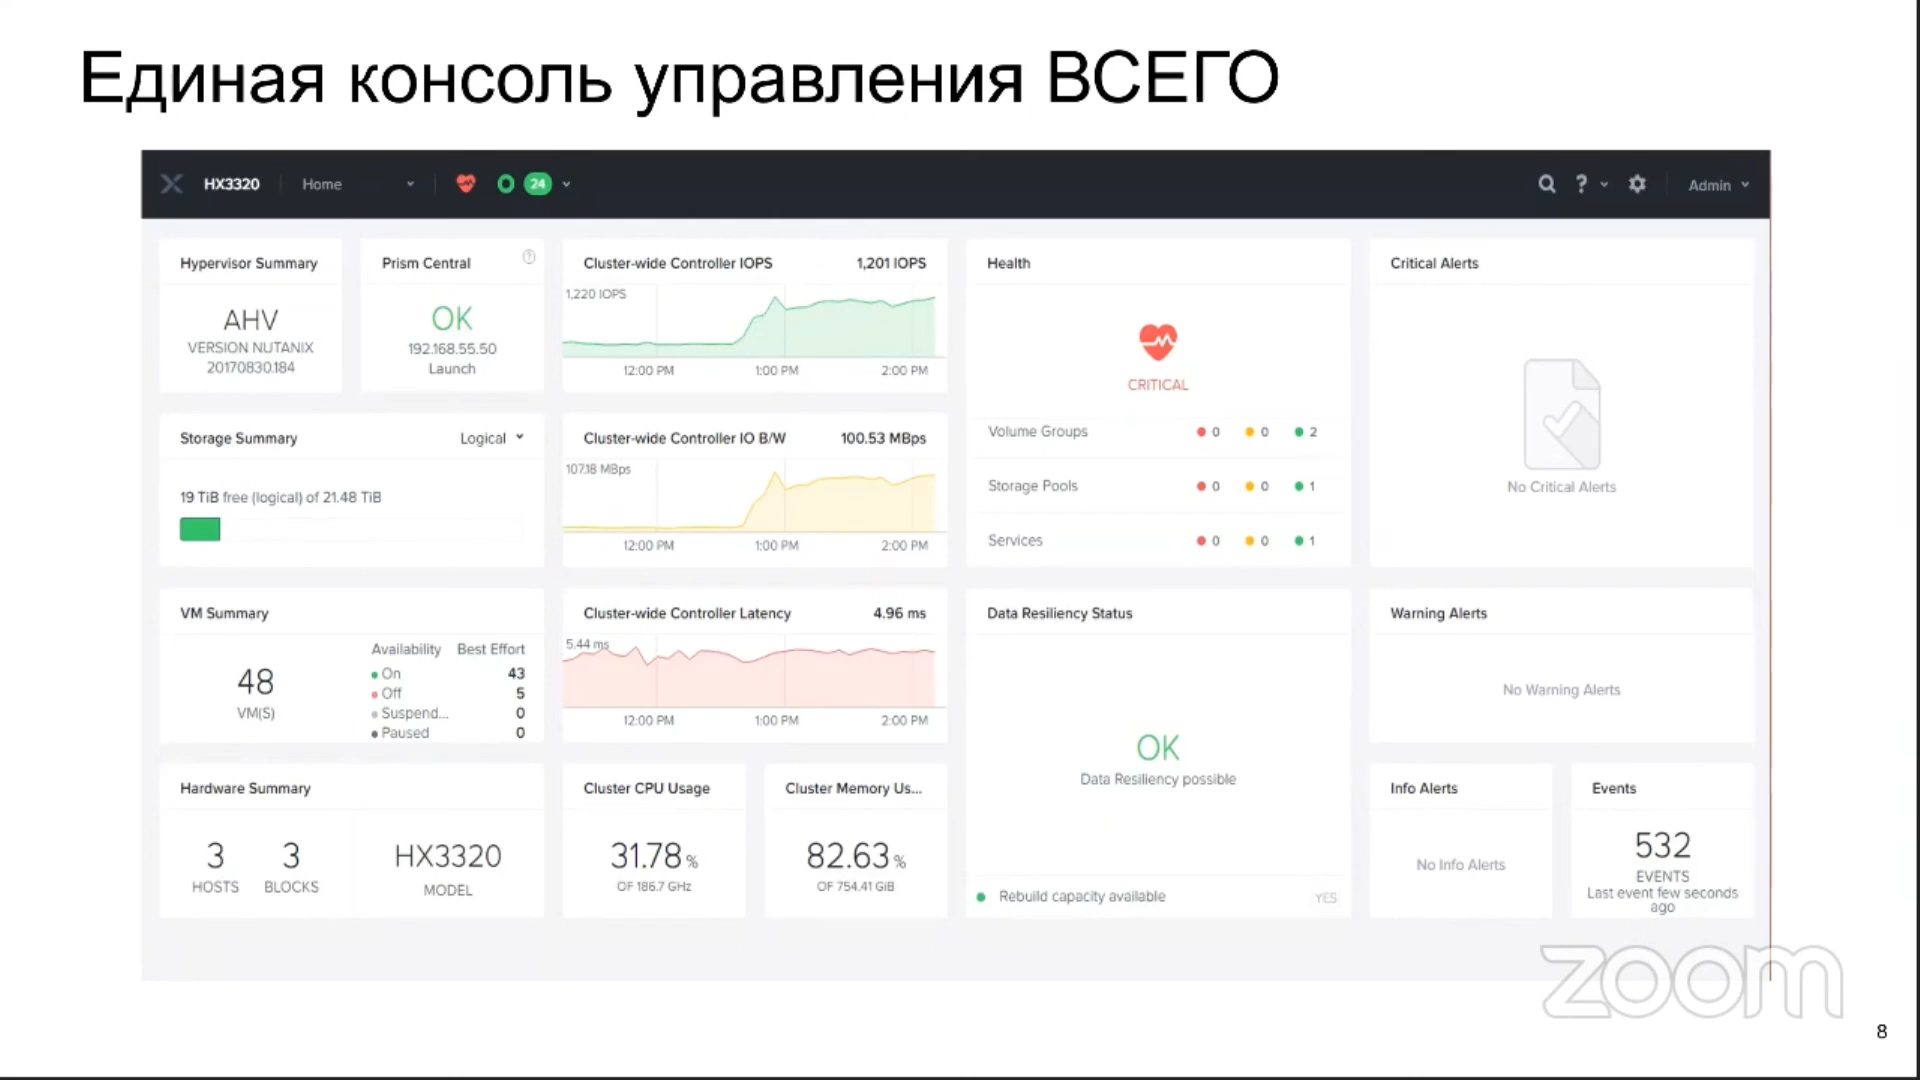 Единая консоль управления ВСЕГО
HX3320 Home 24 ? Admin
Hypervisor Summary
AHV
VERSION NUTANIX
20170830.184
Prism Central ?
OK
192.168.55.50
Launch
Cluster-wide Controller IOPS 1,201 IOPS
1,220 IOPS
12:00 PM 1:00 PM 2:00 PM
Health
CRITICAL
Volume Groups 0 0 2
Storage Pools 0 0 1
Services 0 0 1
Critical Alerts
No Critical Alerts
Storage Summary Logical
19 TiB free (logical) of 21.48 TiB
Cluster-wide Controller IO B/W 100.53 MBps
107.18 MBps
12:00 PM 1:00 PM 2:00 PM
VM Summary
48
VM(S)
Availability Best Effort
On 43
Off 5
Suspend... 0
Paused 0
Cluster-wide Controller Latency 4.96 ms
5.44 ms
12:00 PM 1:00 PM 2:00 PM
Data Resiliency Status
OK
Data Resiliency possible
Rebuild capacity available YES
Warning Alerts
No Warning Alerts
Hardware Summary
3 3 HX3320
HOSTS BLOCKS MODEL
Cluster CPU Usage
31.78 %
OF 186.7 GHz
Cluster Memory Us...
82.63 %
OF 754.41 GiB
Info Alerts
No Info Alerts
Events
532
EVENTS
Last event few seconds
ago
zoom
8